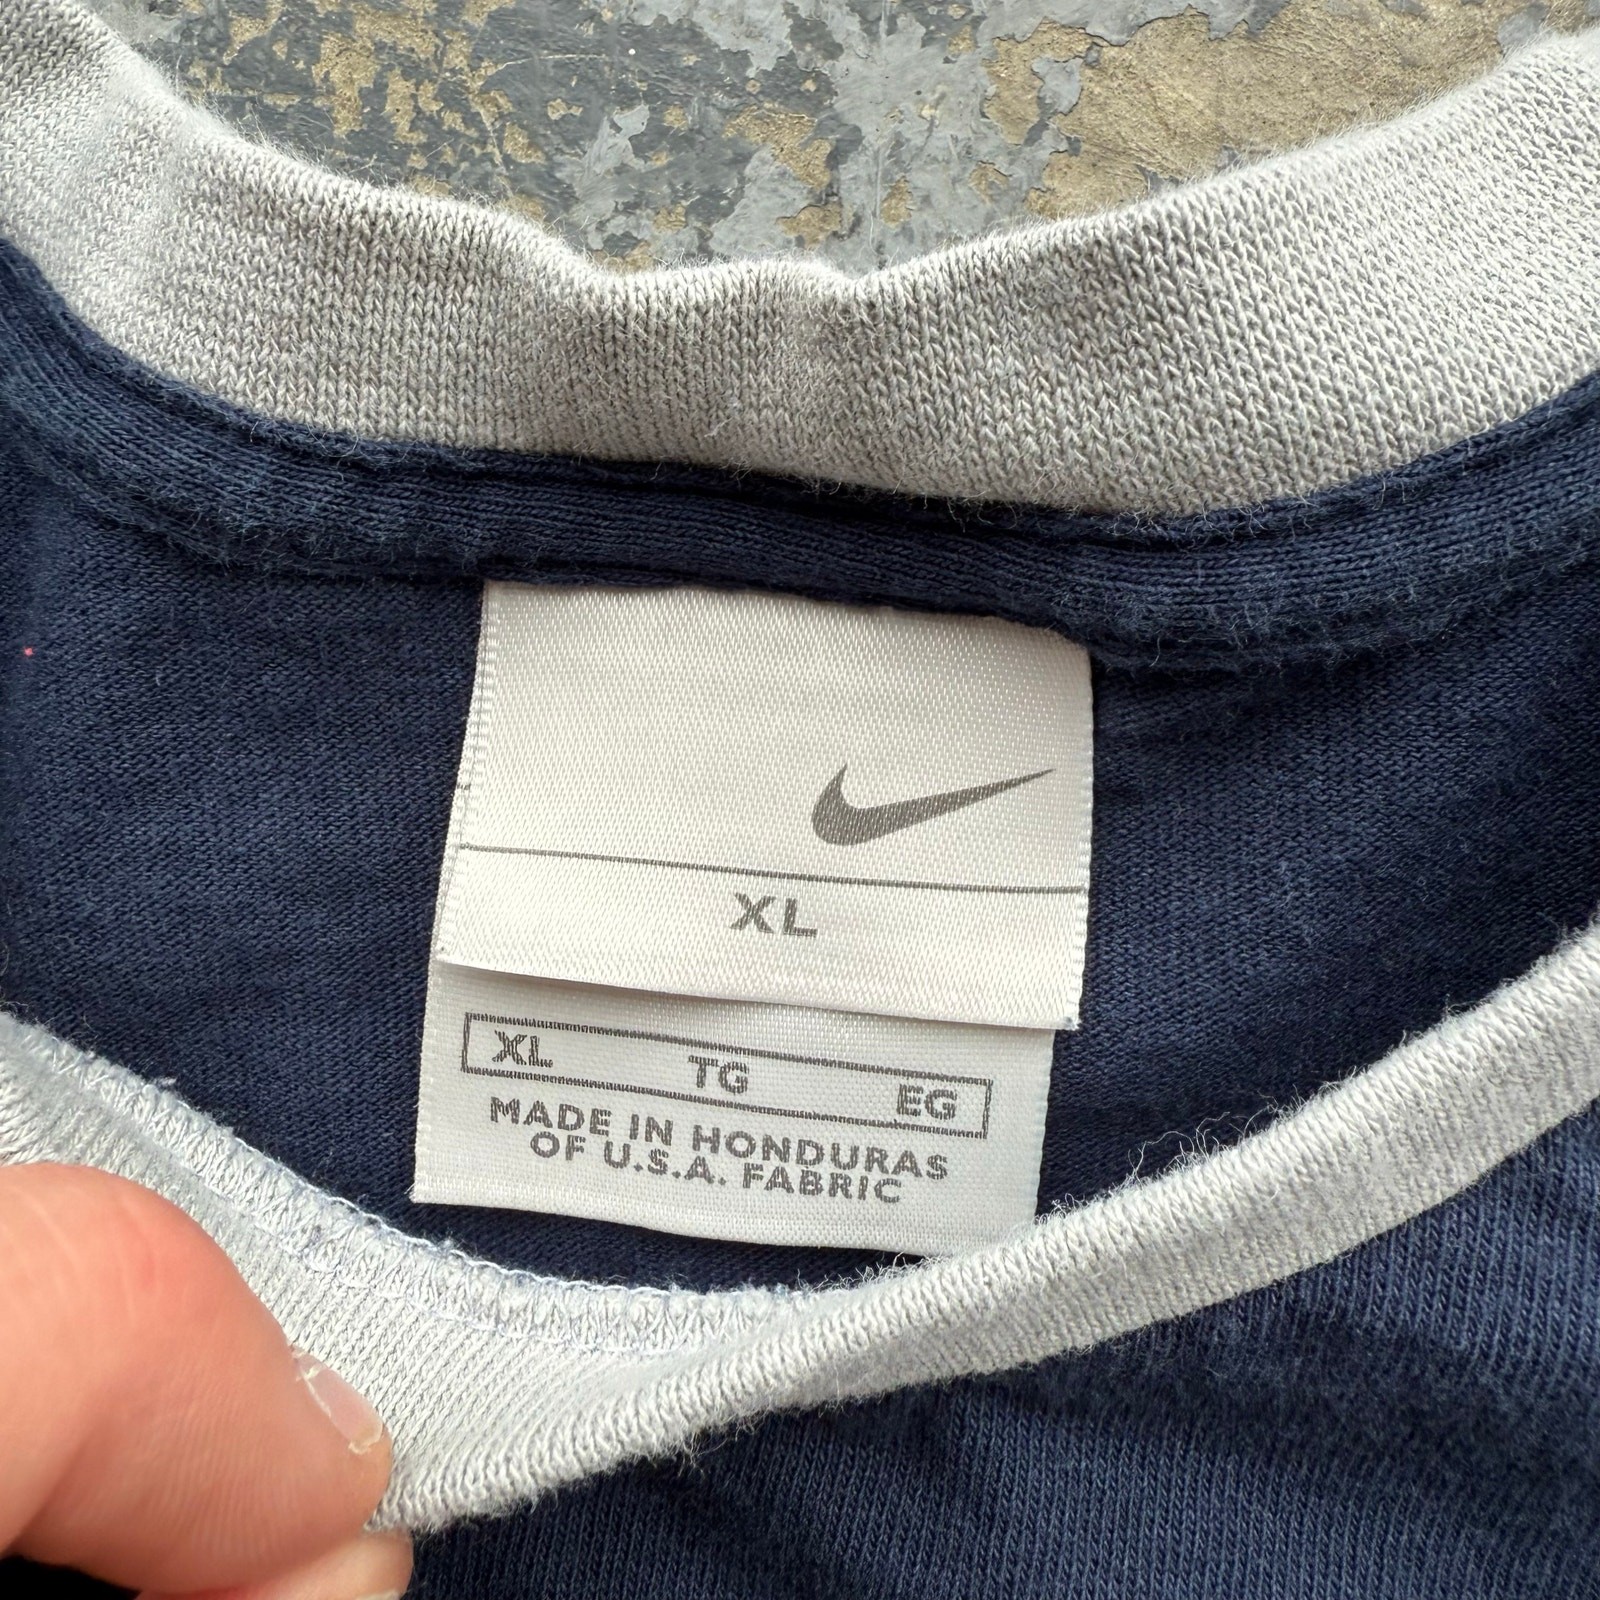 XL
XL TG EG
MADE IN HONDURAS
OF U.S.A. FABRIC